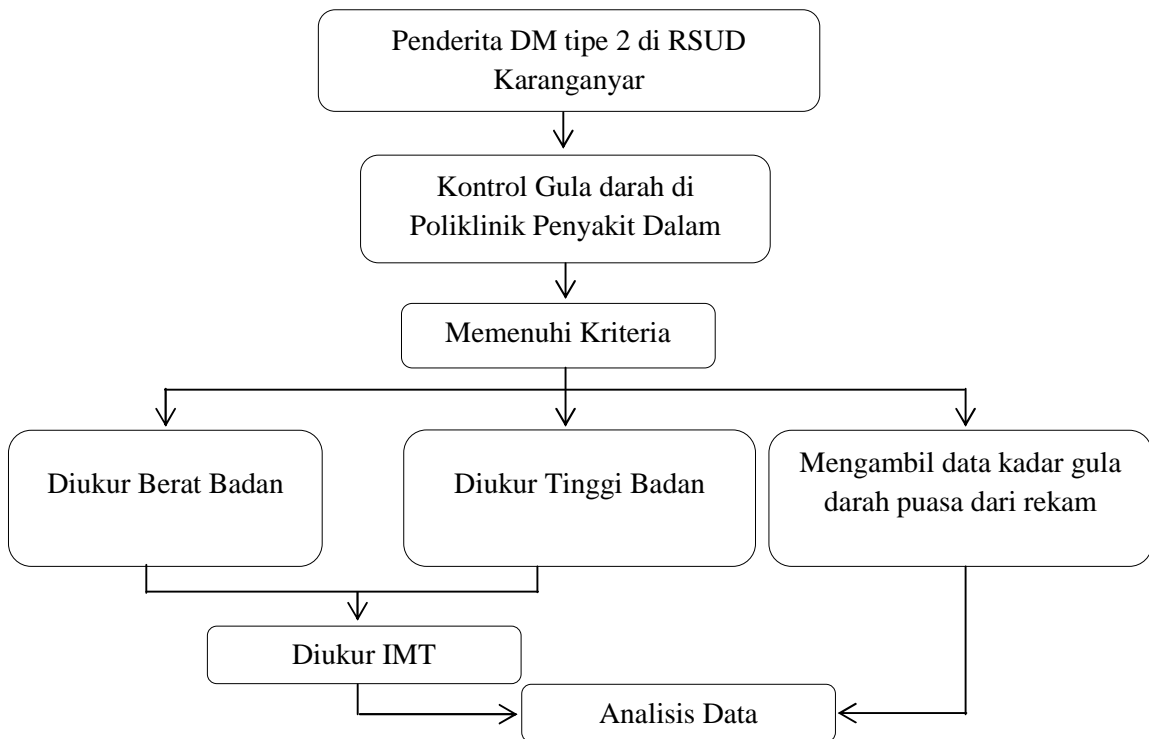 Penderita DM tipe 2 di RSUD
Karanganyar
Kontrol Gula darah di
Poliklinik Penyakit Dalam
Memenuhi Kriteria
Diukur Berat Badan
Diukur Tinggi Badan
Mengambil data kadar gula
darah puasa dari rekam
Diukur IMT
Analisis Data